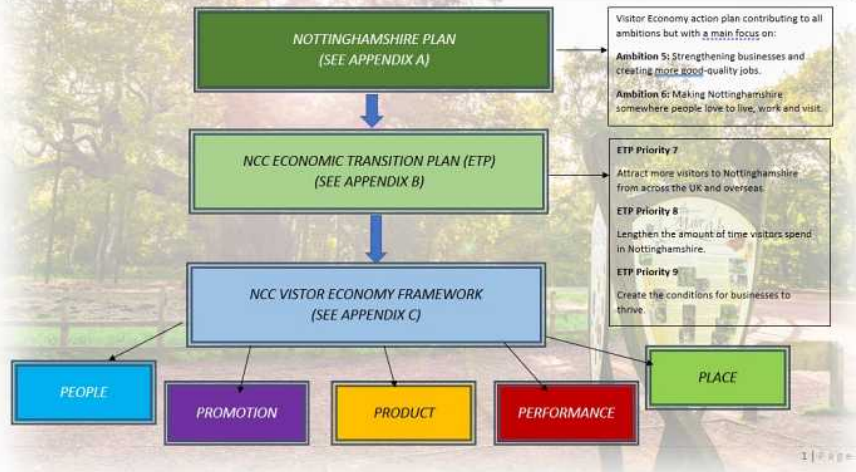 NOTTINGHAMSHIRE PLAN
(SEE APPENDIX A)
Visitor Economy action plan contributing to all
ambitions but with a main focus on:
Ambition 5: Strengthening businesses and
creating more good-quality jobs.
Ambition 6: Making Nottinghamshire
somewhere people love to live, work and visit.
NCC ECONOMIC TRANSITION PLAN (ETP)
(SEE APPENDIX B)
ETP Priority 7
Attract more visitors to Nottinghamshire
from across the UK and overseas.
ETP Priority 8
Lengthen the amount of time visitors spend
in Nottinghamshire.
ETP Priority 9
Create the conditions for businesses to
thrive.
NCC VISTOR ECONOMY FRAMEWORK
(SEE APPENDIX C)
PEOPLE
PROMOTION
PRODUCT
PERFORMANCE
PLACE
1 | Page